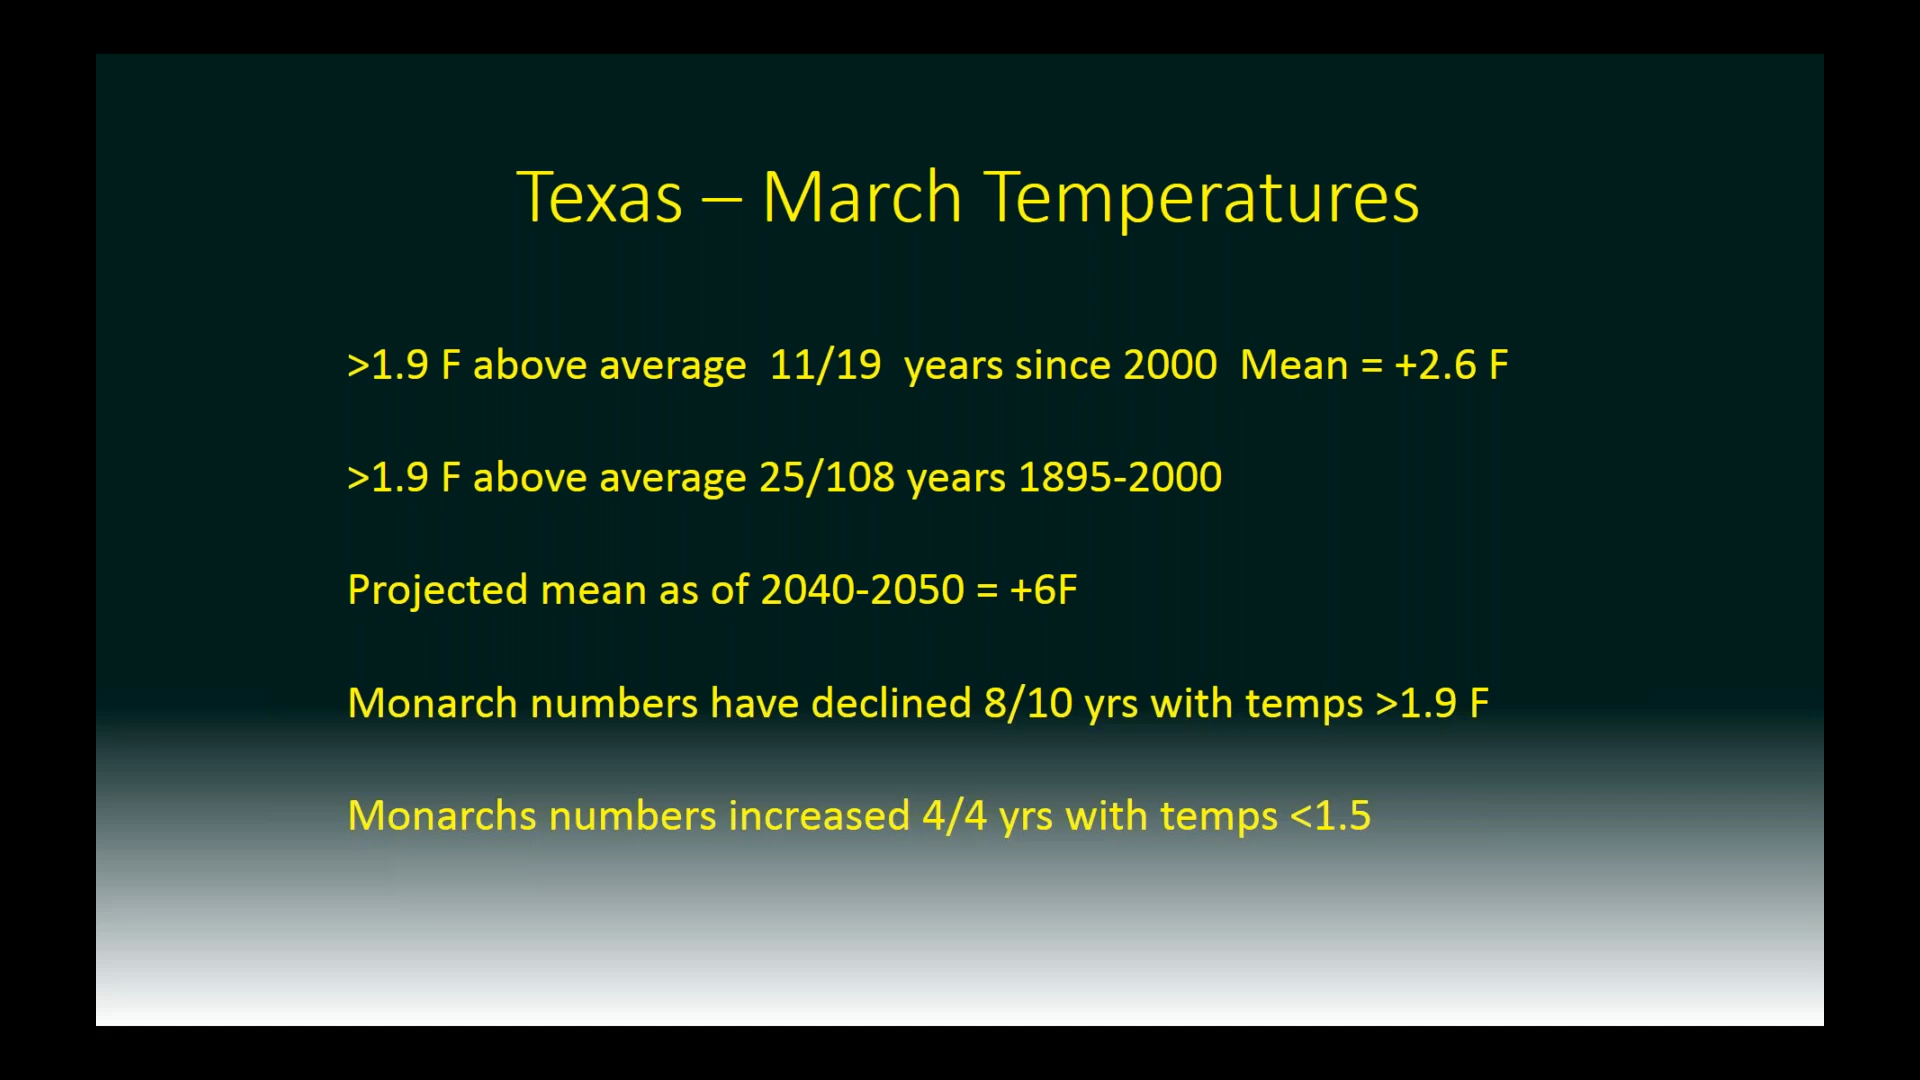 Texas – March Temperatures
>1.9 F above average 11/19 years since 2000 Mean = +2.6 F
>1.9 F above average 25/108 years 1895-2000
Projected mean as of 2040-2050 = +6F
Monarch numbers have declined 8/10 yrs with temps >1.9 F
Monarchs numbers increased 4/4 yrs with temps <1.5